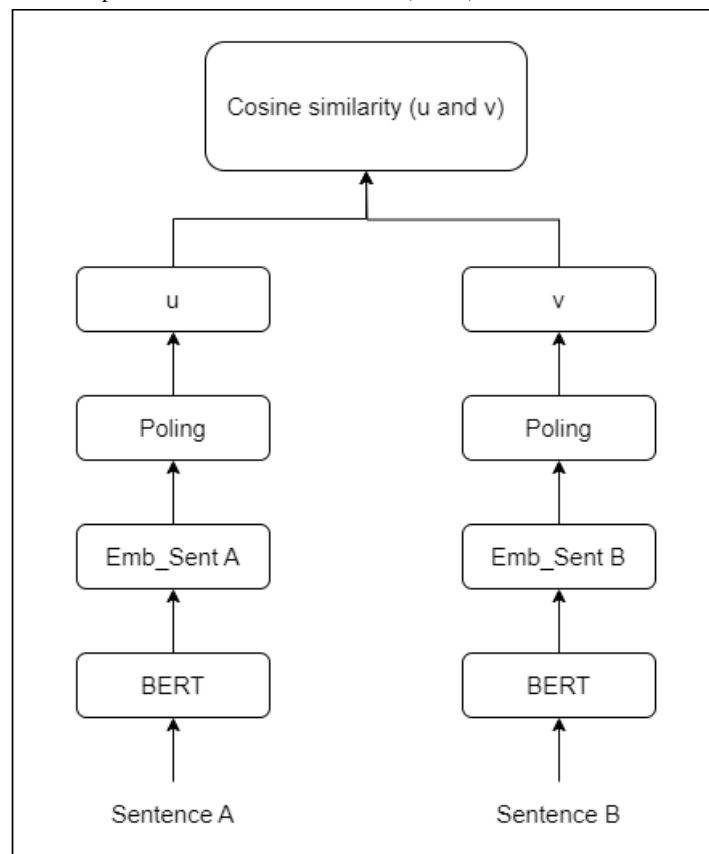 Cosine similarity (u and v)
u
v
Poling
Poling
Emb_Sent A
Emb_Sent B
BERT
BERT
Sentence A
Sentence B